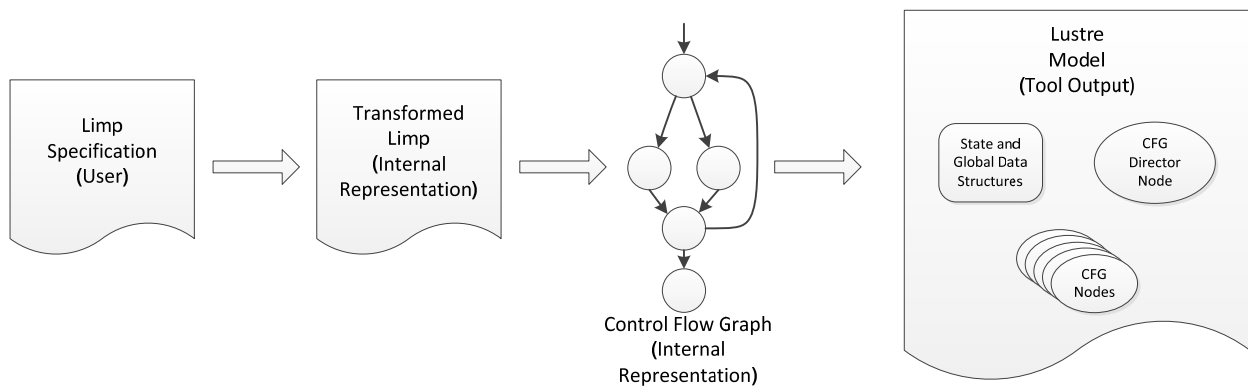 Limp
Specification
(User)
Transformed
Limp
(Internal
Representation)
Control Flow Graph
(Internal
Representation)
Lustre
Model
(Tool Output)
State and
Global Data
Structures
CFG
Director
Node
CFG
Nodes